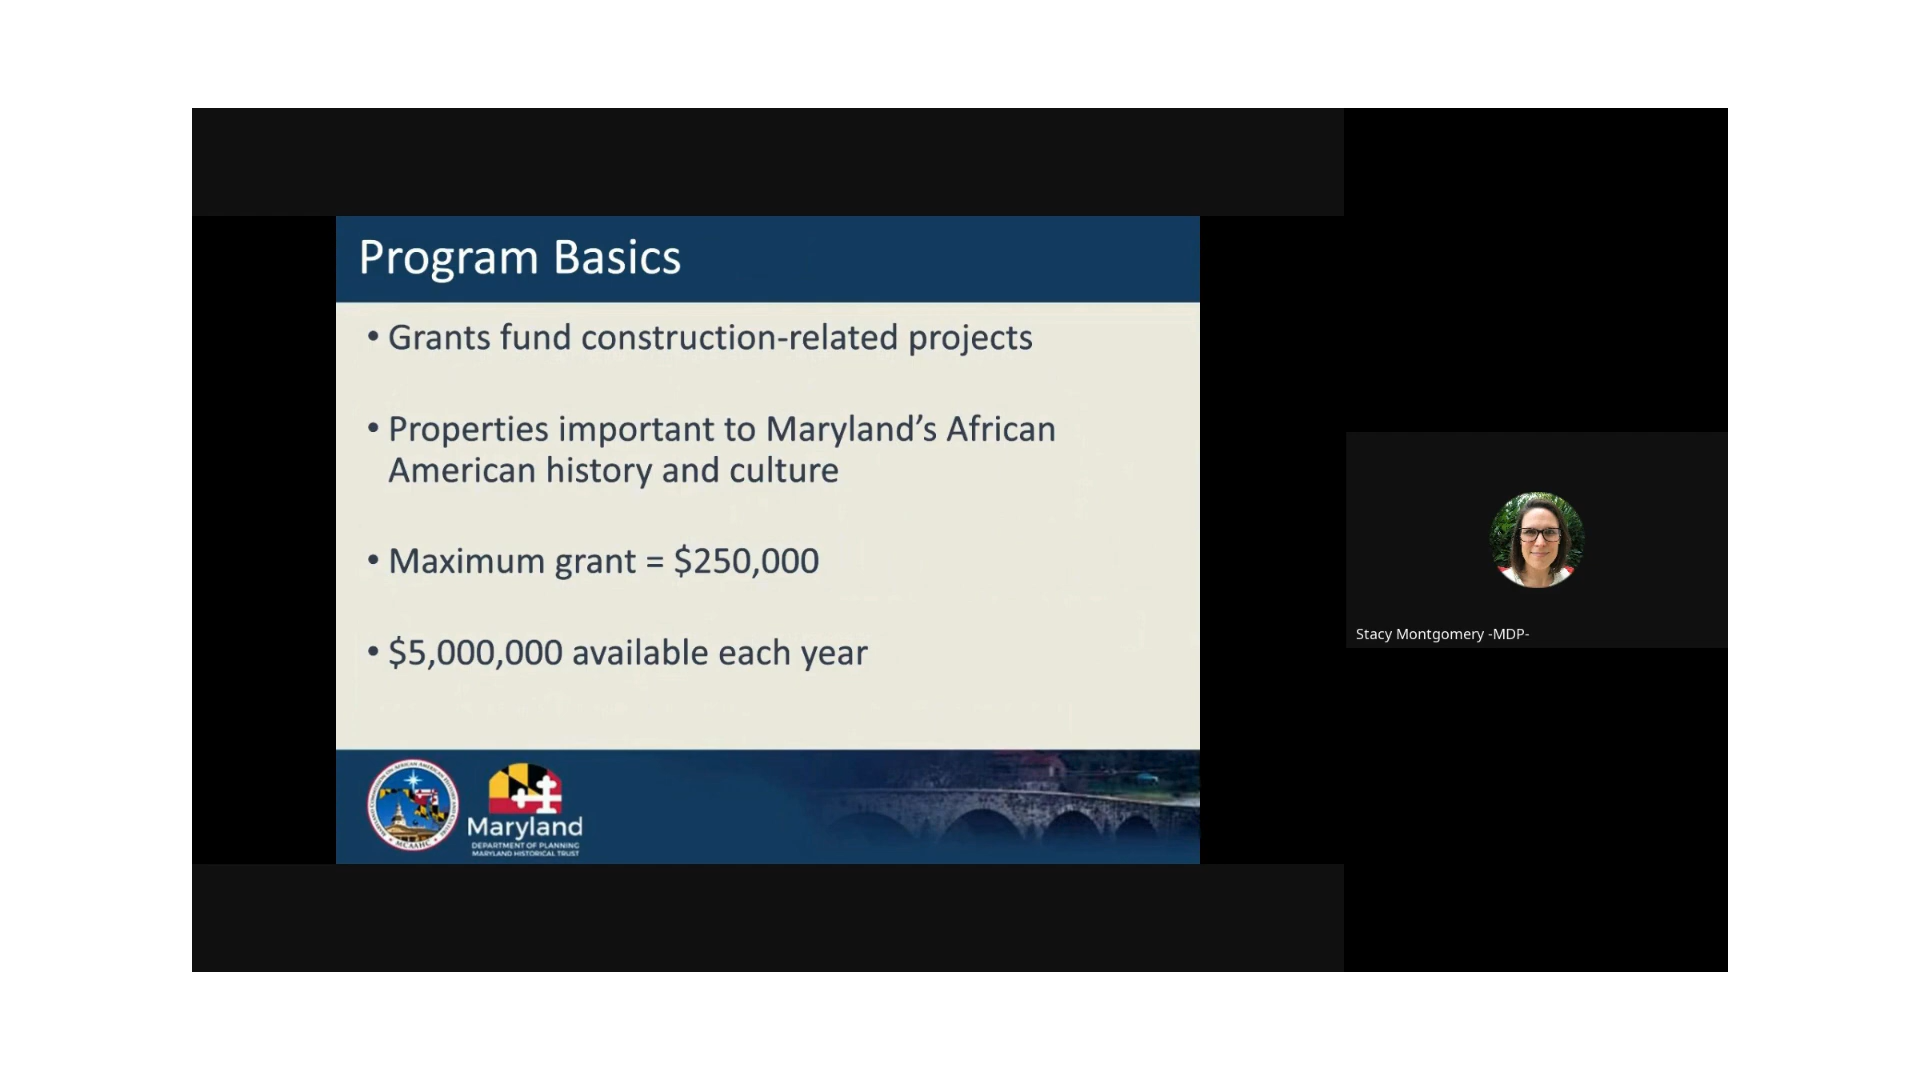 Program Basics
• Grants fund construction-related projects
• Properties important to Maryland’s African
American history and culture
• Maximum grant = $250,000
• $5,000,000 available each year
Stacy Montgomery -MDP-
MCAAHC
Maryland
DEPARTMENT OF PLANNING
MARYLAND HISTORICAL TRUST